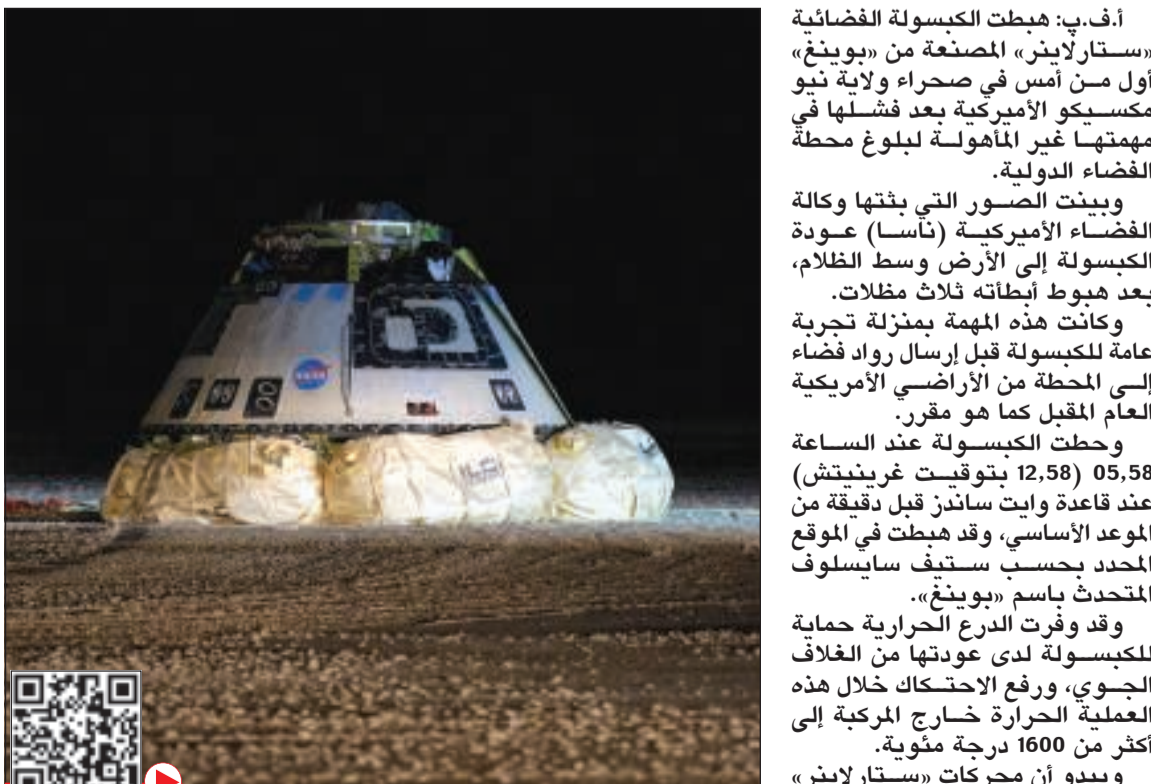 أ.ف.پ: هبطت الكبسولة الفضائية
«ستارلاينر» المصنعة من «بوينغ»
أول من أمس في صحراء ولاية نيو
مكسيكو الأميركية بعد فشلها في
مهمتها غير المأهولة لبلوغ محطة
الفضاء الدولية.
وبينت الصور التي بثتها وكالة
الفضاء الأميركية (ناسا) عودة
الكبسولة إلى الأرض وسط الظلام،
بعد هبوط أبطأته ثلاث مظلات.
وكانت هذه المهمة بمنزلة تجربة
عامة للكبسولة قبل إرسال رواد فضاء
إلى المحطة من الأراضي الأمريكية
العام المقبل كما هو مقرر.
وحطت الكبسولة عند الساعة
05,58 (12,58 بتوقيت غرينيتش)
عند قاعدة وايت ساندز قبل دقيقة من
الموعد الأساسي، وقد هبطت في الموقع
المحدد بحسب ستيف سايسلوف
المتحدث باسم «بوينغ».
وقد وفرت الدرع الحرارية حماية
للكبسولة لدى عودتها من الغلاف
الجوي، ورفع الاحتكاك خلال هذه
العملية الحرارة خارج المركبة إلى
أكثر من 1600 درجة مئوية.
ويبدو أن محركات «ستارلاينر»
NASA